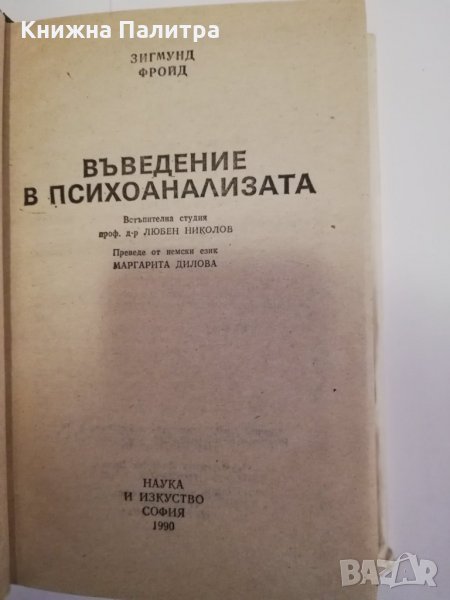 Книжна Палитра
ЗИГМУНД
ФРОЙД
ВЪВЕДЕНИЕ
В ПСИХОАНАЛИЗАТА
Встъпителна студия
проф. д-р ЛЮБЕН НИКОЛОВ
Преведе от немски език
МАРГАРИТА ДИЛОВА
НАУКА
И ИЗКУСТВО
СОФИЯ
1990
BAZAR